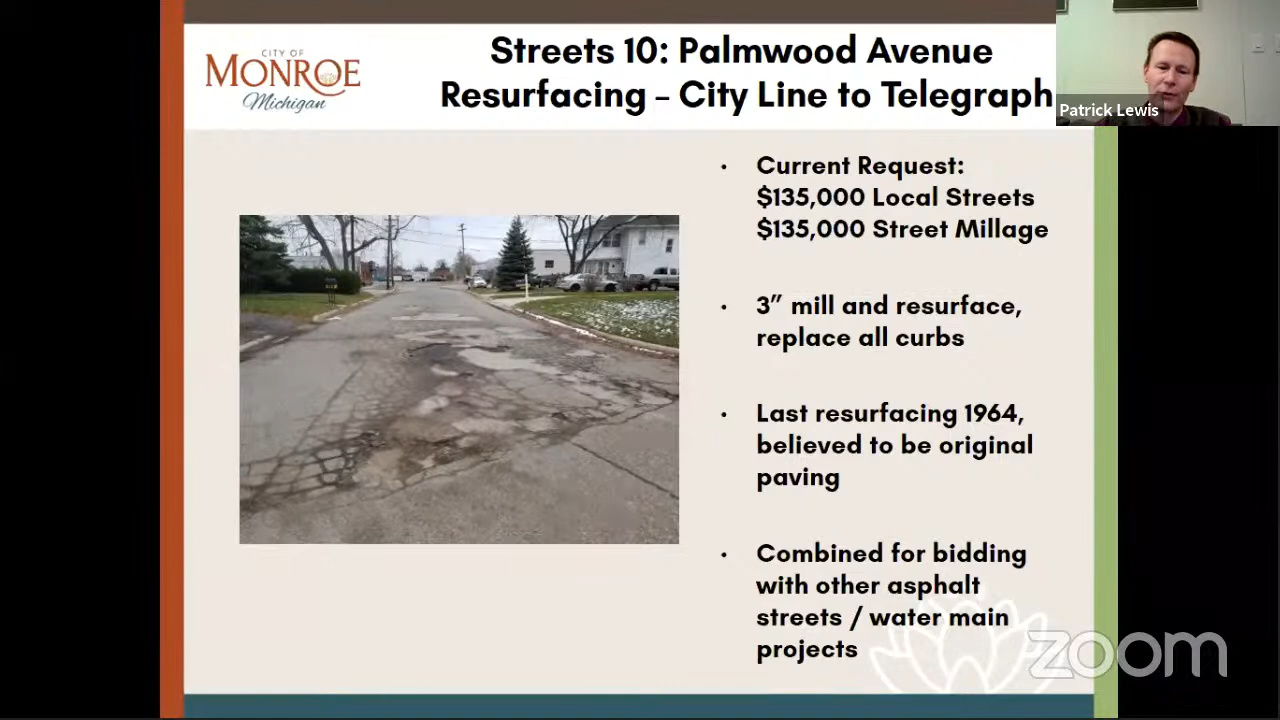 CITY OF
MONROE
Michigan
Streets 10: Palmwood Avenue
Resurfacing – City Line to Telegraph
Patrick Lewis
• Current Request:
$135,000 Local Streets
$135,000 Street Millage
• 3” mill and resurface,
replace all curbs
• Last resurfacing 1964,
believed to be original
paving
• Combined for bidding
with other asphalt
streets / water main
projects
zoom